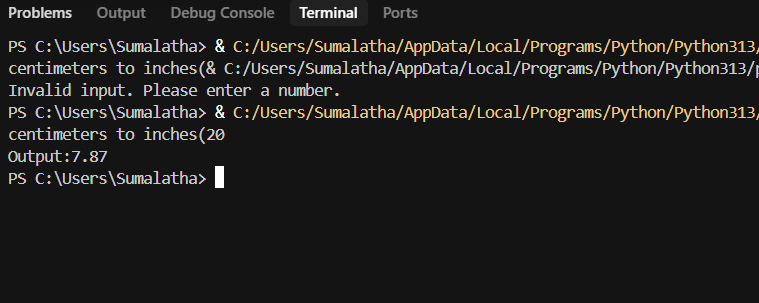 Problems Output Debug Console Terminal Ports
PS C:\Users\Sumalatha> & C:/Users/Sumalatha/AppData/Local/Programs/Python/Python313/
centimeters to inches(& C:/Users/Sumalatha/AppData/Local/Programs/Python/Python313/p
Invalid input. Please enter a number.
PS C:\Users\Sumalatha> & C:/Users/Sumalatha/AppData/Local/Programs/Python/Python313/
centimeters to inches(20
Output:7.87
PS C:\Users\Sumalatha>